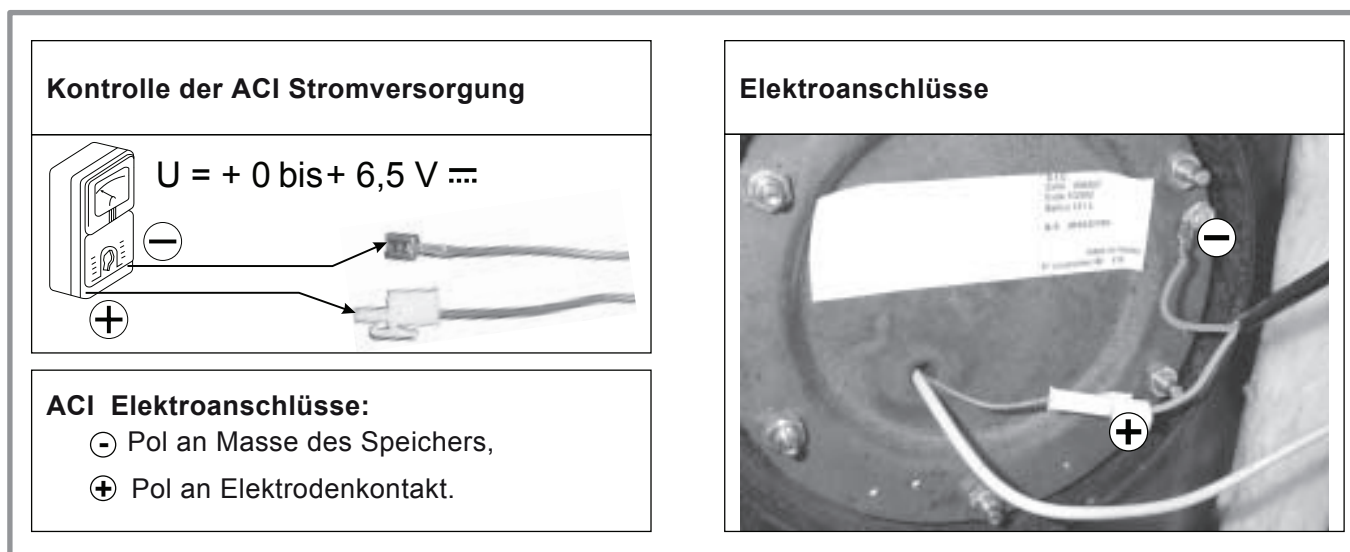 Kontrolle der ACI Stromversorgung
U = + 0 bis + 6,5 V ⎓
−
+
ACI Elektroanschlüsse:
⊖ Pol an Masse des Speichers,
⊕ Pol an Elektrodenkontakt.
Elektroanschlüsse
−
+